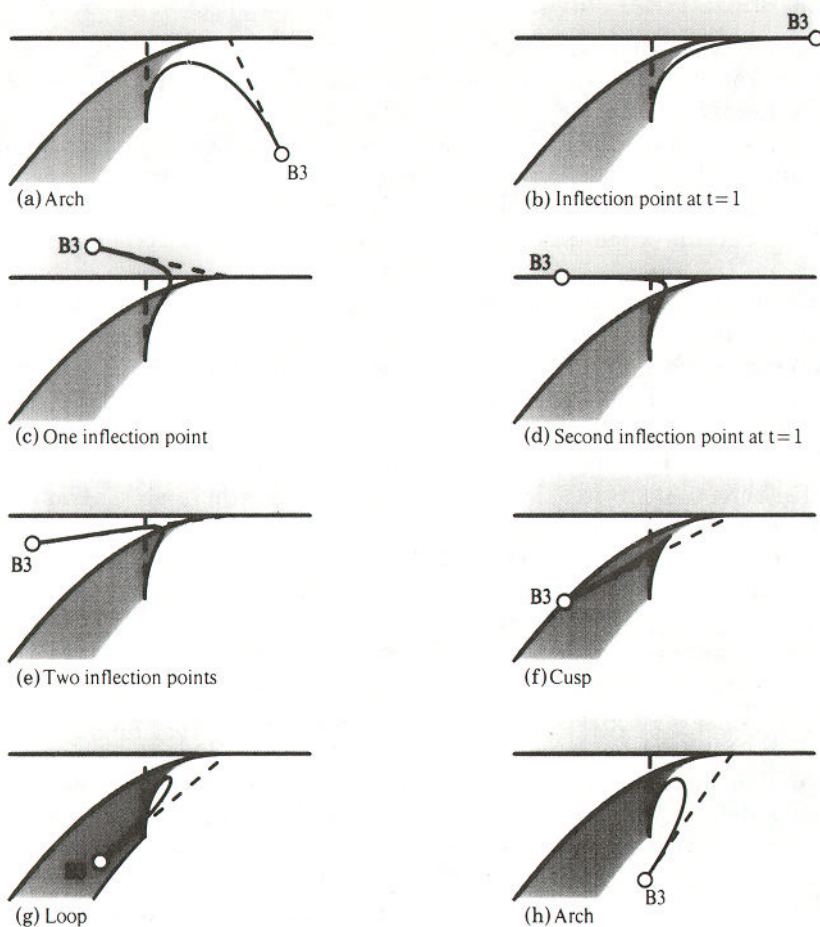 B3
B3
(a) Arch
(b) Inflection point at t=1
B3
B3
(c) One inflection point
(d) Second inflection point at t=1
B3
B3
(e) Two inflection points
(f) Cusp
B3
(g) Loop
(h) Arch